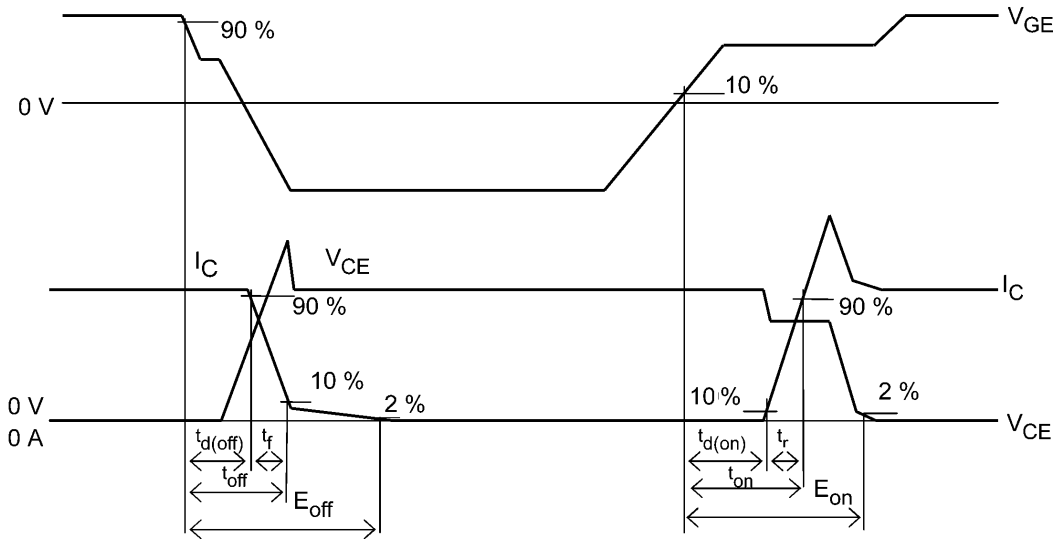 90 %
V_GE
0 V
10 %
I_C
V_CE
I_C
90 %
90 %
10 %
2 %
10 %
2 %
0 V
0 A
V_CE
t_d(off)
t_f
t_d(on)
t_r
t_off
t_on
E_off
E_on